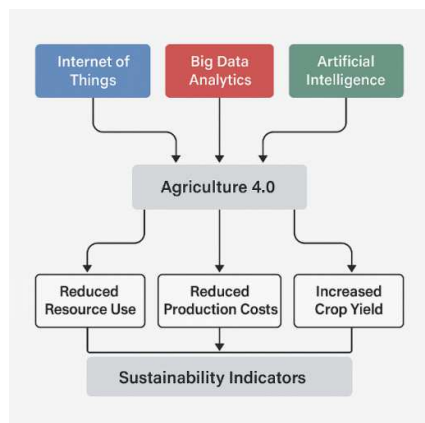 Internet of
Things
Big Data
Analytics
Artificial
Intelligence
Agriculture 4.0
Reduced
Resource Use
Reduced
Production Costs
Increased
Crop Yield
Sustainability Indicators